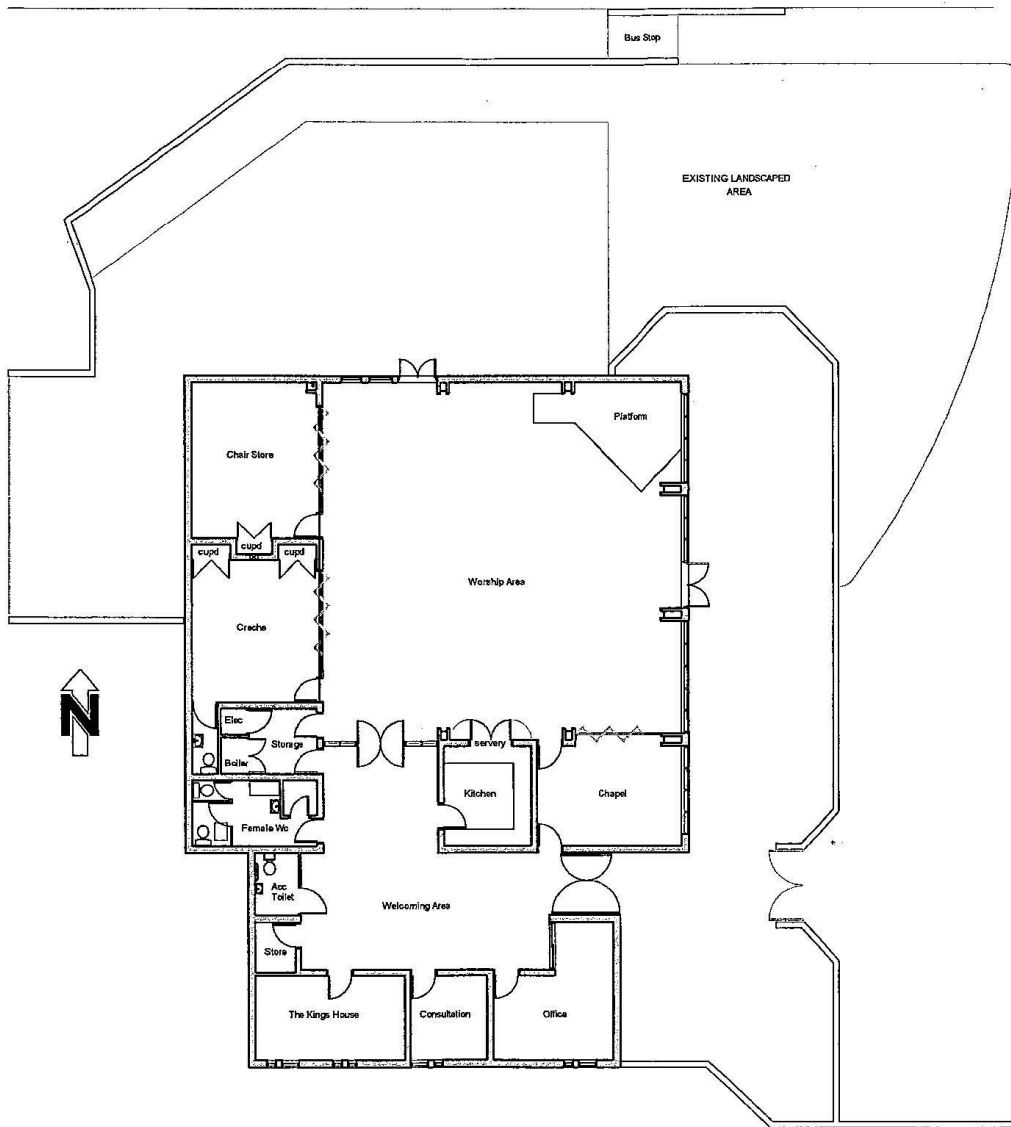 Bus Stop
EXISTING LANDSCAPED
AREA
Platform
Chair Store
cupd
cupd
cupd
Worship Area
Creche
N
Elec
Storage
servery
Boiler
Kitchen
Chapel
Female Wc
Acc
Toilet
Welcoming Area
Store
The Kings House
Consultation
Office